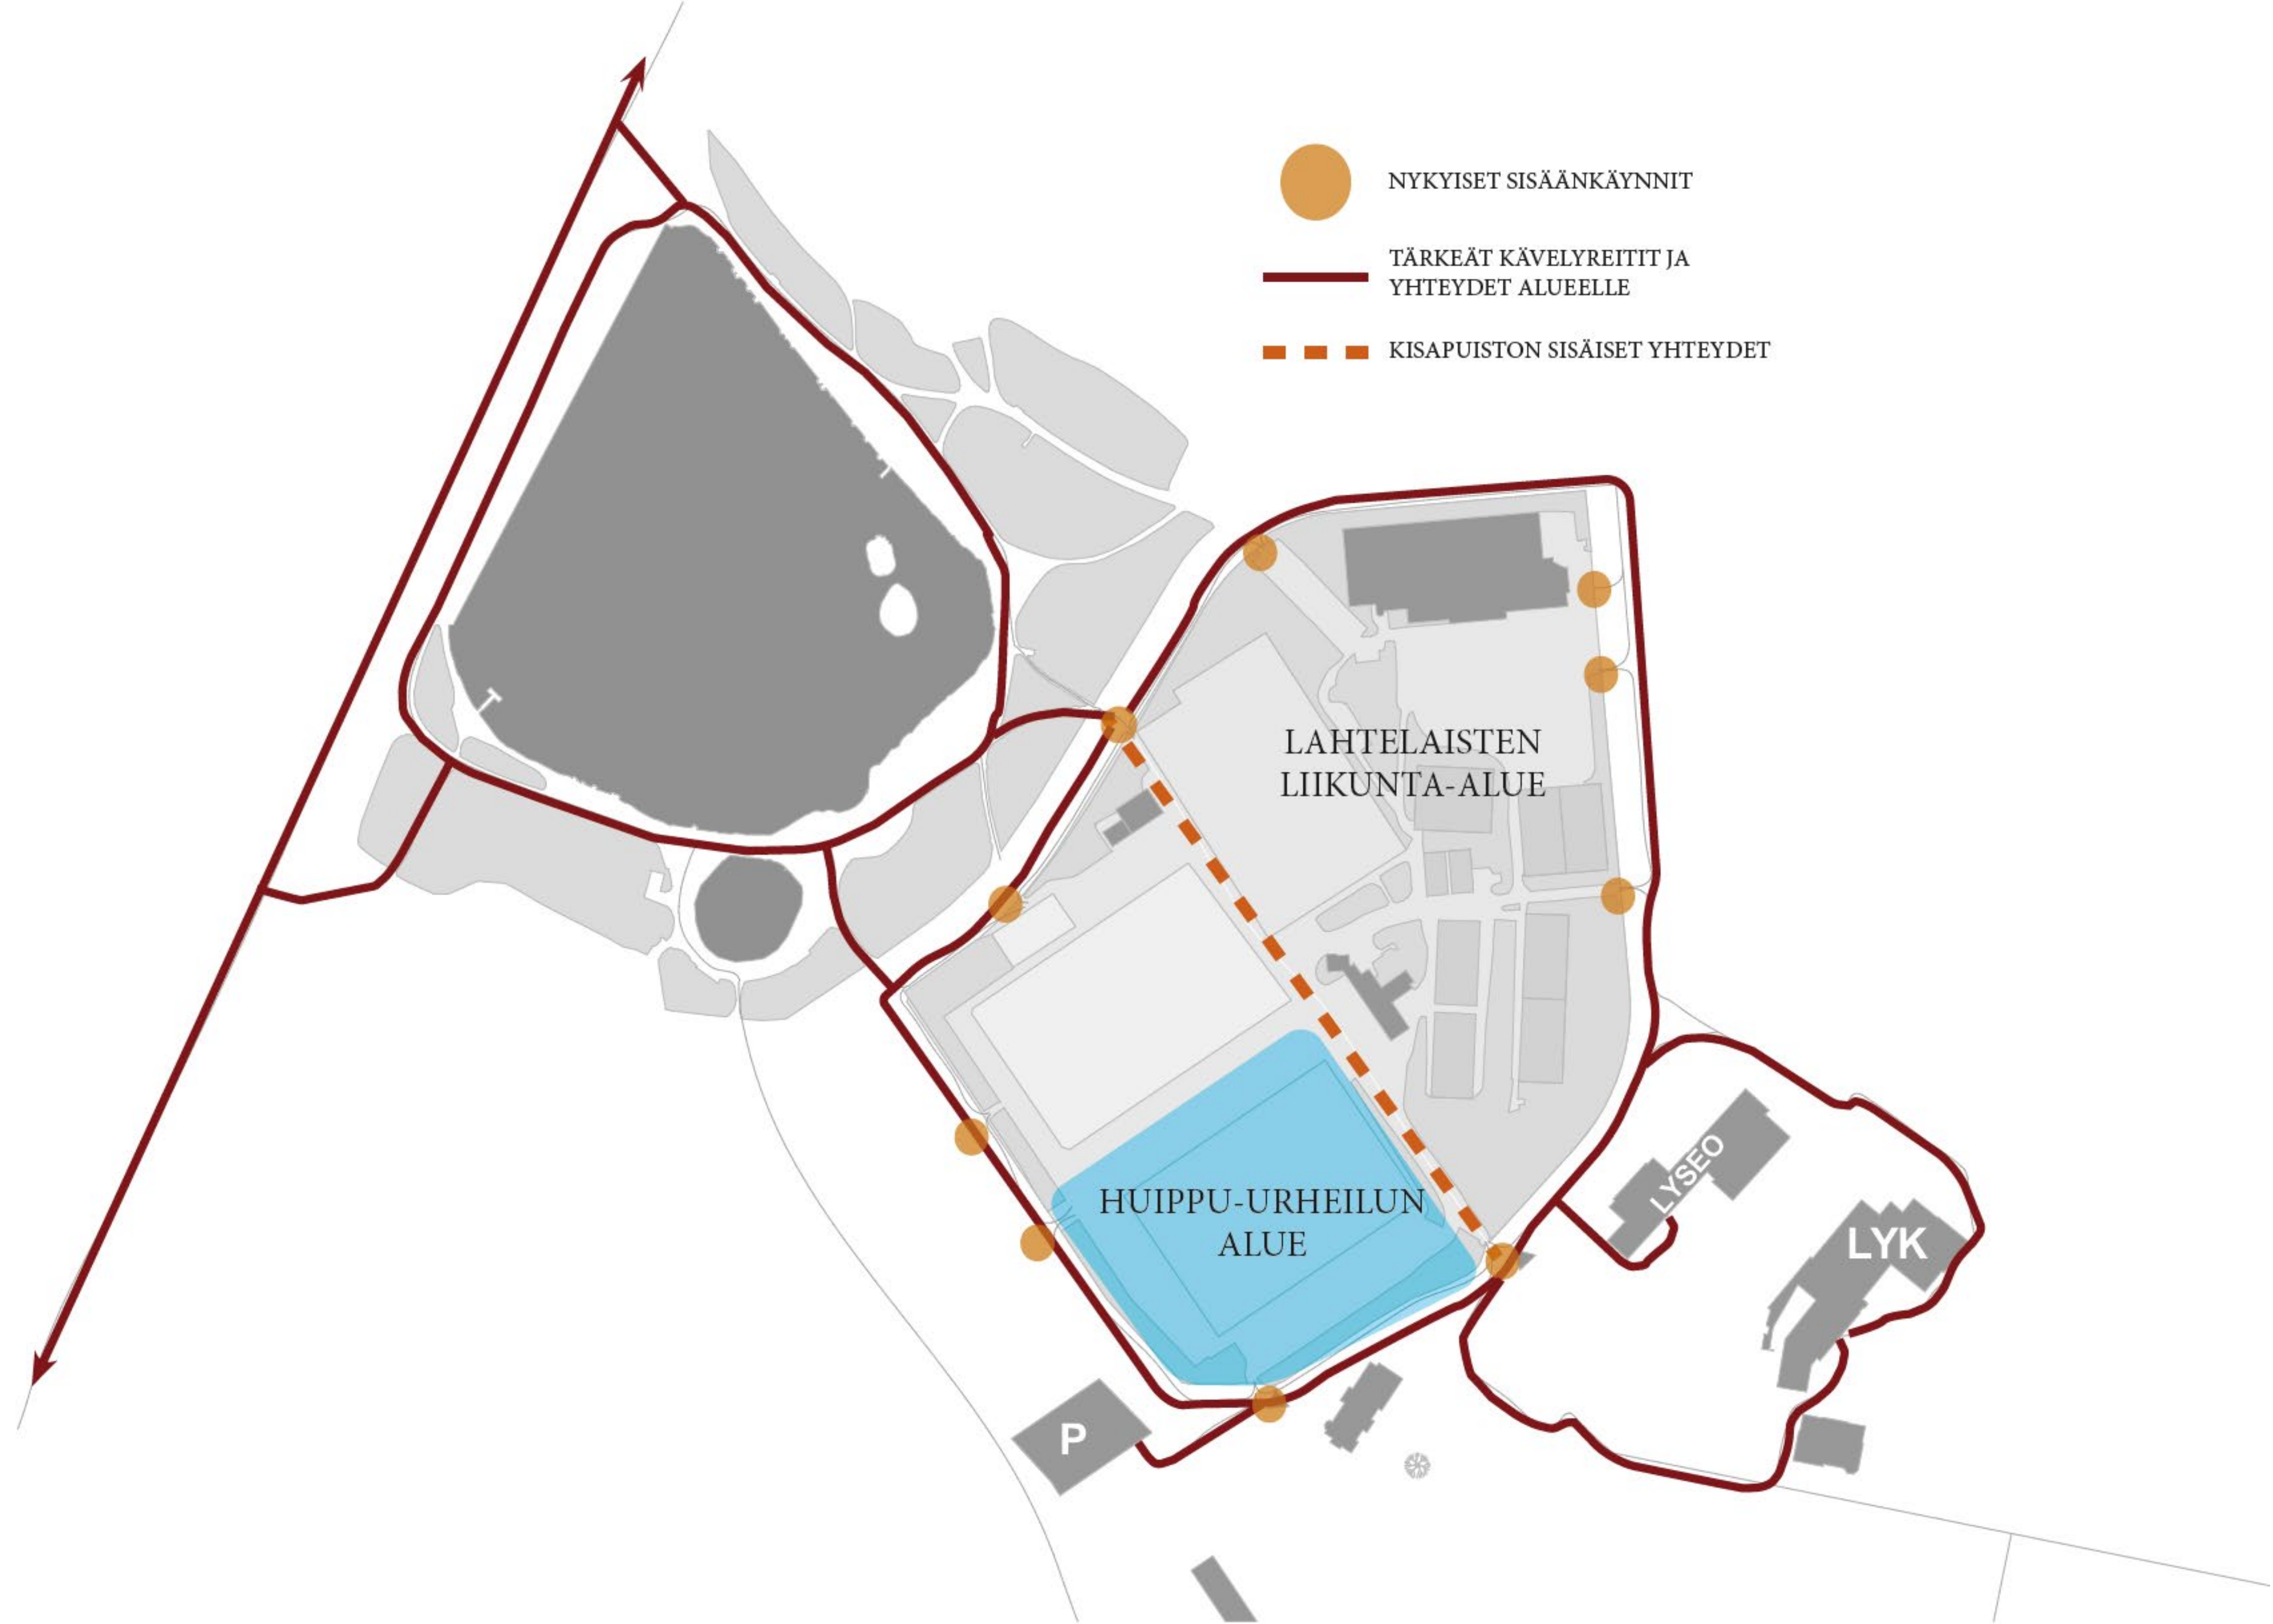 NYKYISET SISÄÄNKÄYNNIT
TÄRKEÄT KÄVELYREITIT JA
YHTEYDET ALUEELLE
KISAPUISTON SISÄISET YHTEYDET
LAHTELAISTEN
LIIKUNTA-ALUE
HUIPPU-URHEILUN
ALUE
LYSEO
LYK
P